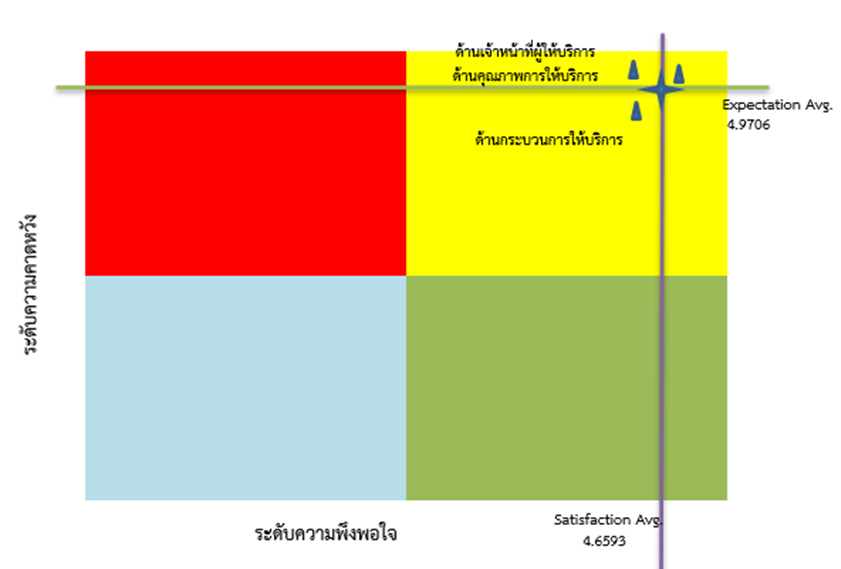 ด้านเจ้าหน้าที่ผู้ให้บริการ
ด้านคุณภาพการให้บริการ
Expectation Avg.
4.9706
ด้านกระบวนการให้บริการ
ระดับความคาดหวัง
Satisfaction Avg.
4.6593
ระดับความพึงพอใจ